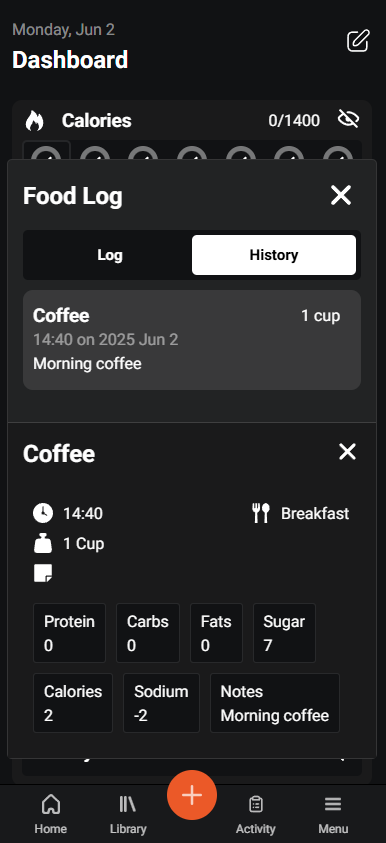 Monday, Jun 2
Dashboard
Calories 0/1400
Food Log
Log History
Coffee 1 cup
14:40 on 2025 Jun 2
Morning coffee
Coffee
14:40 Breakfast
1 Cup
Protein Carbs Fats Sugar
0 0 0 7
Calories Sodium Notes
2 -2 Morning coffee
Home Library Activity Menu